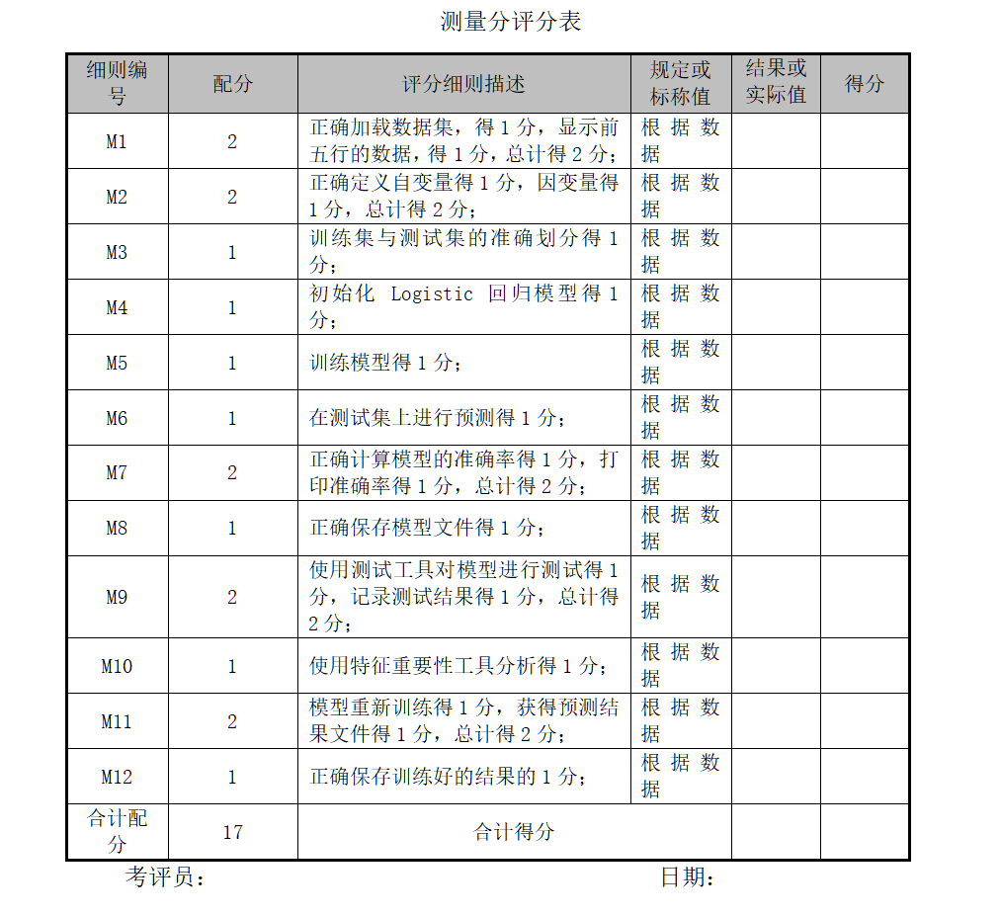 测量分评分表
细则编
号
配分
评分细则描述
规定或
标称值
结果或
实际值
得分
M1
2
正确加载数据集，得1分，显示前
五行的数据，得1分，总计得2分；
根据数
据
M2
2
正确定义自变量得1分，因变量得
1分，总计得2分；
根据数
据
M3
1
训练集与测试集的准确划分得1
分；
根据数
据
M4
1
初始化 Logistic 回归模型得1
分；
根据数
据
M5
1
训练模型得1分；
根据数
据
M6
1
在测试集上进行预测得1分；
根据数
据
M7
2
正确计算模型的准确率得1分，打
印准确率得1分，总计得2分；
根据数
据
M8
1
正确保存模型文件得1分；
根据数
据
M9
2
使用测试工具对模型进行测试得1
分，记录测试结果得1分，总计得
2分；
根据数
据
M10
1
使用特征重要性工具分析得1分；
根据数
据
M11
2
模型重新训练得1分，获得预测结
果文件得1分，总计得2分；
根据数
据
M12
1
正确保存训练好的结果的1分；
根据数
据
合计配
分
17
合计得分
考评员：
日期：